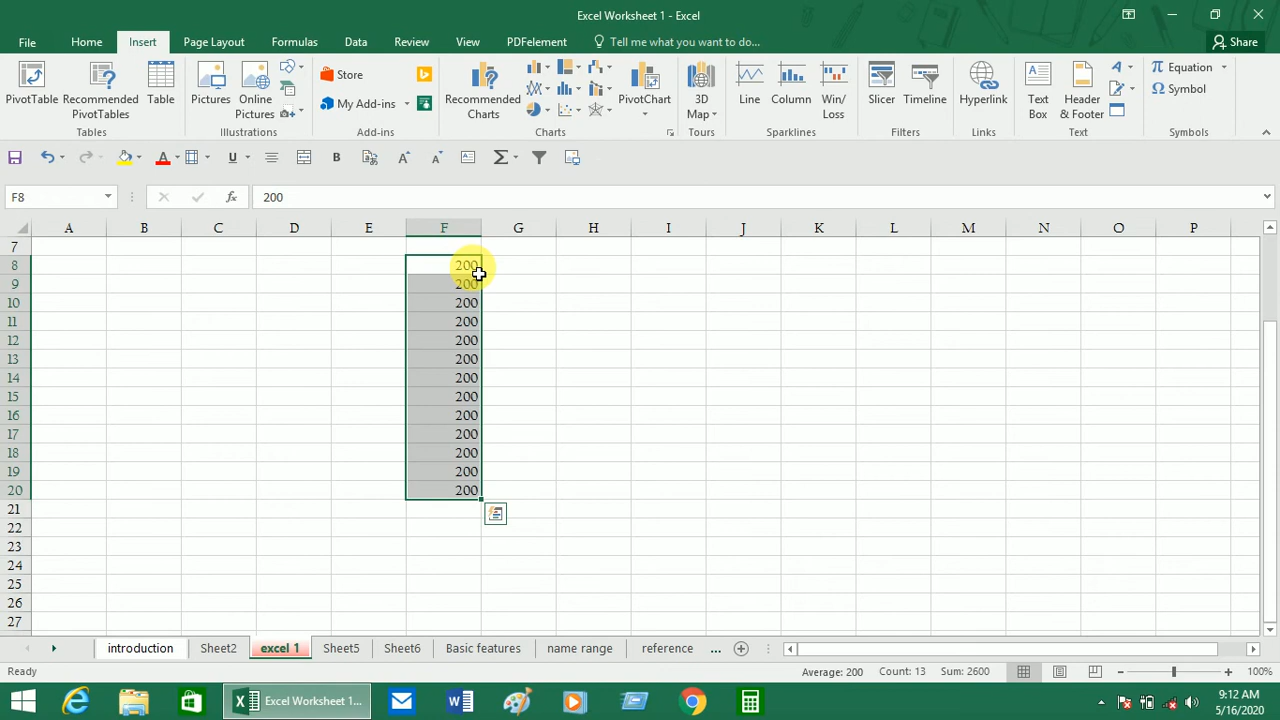 Excel Worksheet 1 - Excel
File Home Insert Page Layout Formulas Data Review View PDFelement Tell me what you want to do... Share
PivotTable Recommended PivotTables Table Pictures Online Pictures Store My Add-ins Recommended Charts PivotChart 3D Map Line Column Win/Loss Slicer Timeline Hyperlink Text Box Header & Footer Equation Symbol
Tables Illustrations Add-ins Charts Tours Sparklines Filters Links Text Symbols
F8 fx 200
A B C D E F G H I J K L M N O P
7
8 200
9 200
10 200
11 200
12 200
13 200
14 200
15 200
16 200
17 200
18 200
19 200
20 200
21
22
23
24
25
26
27
introduction Sheet2 excel 1 Sheet5 Sheet6 Basic features name range reference ...
Ready Average: 200 Count: 13 Sum: 2600 100%
Excel Worksheet 1... 9:12 AM
5/16/2020